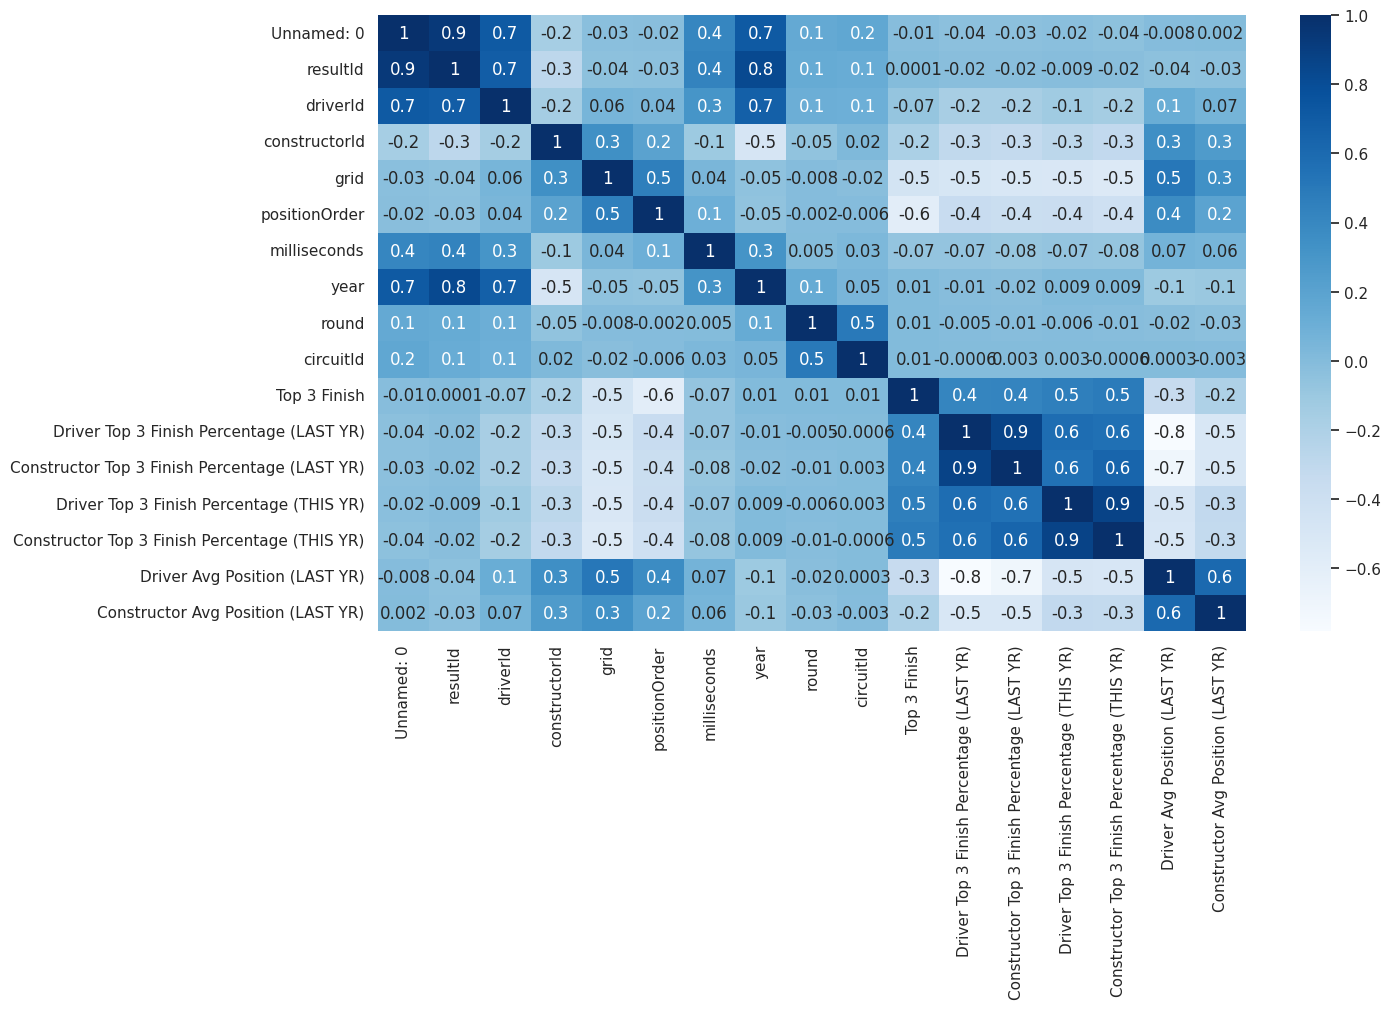 Unnamed: 0 1 0.9 0.7 -0.2 -0.03 -0.02 0.4 0.7 0.1 0.2 -0.01 -0.04 -0.03 -0.02 -0.04 -0.008 0.002
resultId 0.9 1 0.7 -0.3 -0.04 -0.03 0.4 0.8 0.1 0.1 0.0001 -0.02 -0.02 -0.009 -0.02 -0.04 -0.03
driverId 0.7 0.7 1 -0.2 0.06 0.04 0.3 0.7 0.1 0.1 -0.07 -0.2 -0.2 -0.1 -0.2 0.1 0.07
constructorId -0.2 -0.3 -0.2 1 0.3 0.2 -0.1 -0.5 -0.05 0.02 -0.2 -0.3 -0.3 -0.3 -0.3 0.3 0.3
grid -0.03 -0.04 0.06 0.3 1 0.5 0.04 -0.05 -0.008 -0.02 -0.5 -0.5 -0.5 -0.5 -0.5 0.5 0.3
positionOrder -0.02 -0.03 0.04 0.2 0.5 1 0.1 -0.05 -0.002 -0.006 -0.6 -0.4 -0.4 -0.4 -0.4 0.4 0.2
milliseconds 0.4 0.4 0.3 -0.1 0.04 0.1 1 0.3 0.005 0.03 -0.07 -0.07 -0.08 -0.07 -0.08 0.07 0.06
year 0.7 0.8 0.7 -0.5 -0.05 -0.05 0.3 1 0.1 0.05 0.01 -0.01 -0.02 0.009 0.009 -0.1 -0.1
round 0.1 0.1 0.1 -0.05 -0.008 -0.002 0.005 0.1 1 0.5 0.01 -0.005 -0.01 -0.006 -0.01 -0.02 -0.03
circuitId 0.2 0.1 0.1 0.02 -0.02 -0.006 0.03 0.05 0.5 1 0.01 -0.0006 0.003 0.003 -0.0006 0.0003 -0.003
Top 3 Finish -0.01 0.0001 -0.07 -0.2 -0.5 -0.6 -0.07 0.01 0.01 0.01 1 0.4 0.4 0.5 0.5 -0.3 -0.2
Driver Top 3 Finish Percentage (LAST YR) -0.04 -0.02 -0.2 -0.3 -0.5 -0.4 -0.07 -0.01 -0.005 -0.0006 0.4 1 0.9 0.6 0.6 -0.8 -0.5
Constructor Top 3 Finish Percentage (LAST YR) -0.03 -0.02 -0.2 -0.3 -0.5 -0.4 -0.08 -0.02 -0.01 0.003 0.4 0.9 1 0.6 0.6 -0.7 -0.5
Driver Top 3 Finish Percentage (THIS YR) -0.02 -0.009 -0.1 -0.3 -0.5 -0.4 -0.07 0.009 -0.006 0.003 0.5 0.6 0.6 1 0.9 -0.5 -0.3
Constructor Top 3 Finish Percentage (THIS YR) -0.04 -0.02 -0.2 -0.3 -0.5 -0.4 -0.08 0.009 -0.01 -0.0006 0.5 0.6 0.6 0.9 1 -0.5 -0.3
Driver Avg Position (LAST YR) -0.008 -0.04 0.1 0.3 0.5 0.4 0.07 -0.1 -0.02 0.0003 -0.3 -0.8 -0.7 -0.5 -0.5 1 0.6
Constructor Avg Position (LAST YR) 0.002 -0.03 0.07 0.3 0.3 0.2 0.06 -0.1 -0.03 -0.003 -0.2 -0.5 -0.5 -0.3 -0.3 0.6 1
Unnamed: 0
resultId
driverId
constructorId
grid
positionOrder
milliseconds
year
round
circuitId
Top 3 Finish
Driver Top 3 Finish Percentage (LAST YR)
Constructor Top 3 Finish Percentage (LAST YR)
Driver Top 3 Finish Percentage (THIS YR)
Constructor Top 3 Finish Percentage (THIS YR)
Driver Avg Position (LAST YR)
Constructor Avg Position (LAST YR)
1.0
0.8
0.6
0.4
0.2
0.0
−0.2
−0.4
−0.6